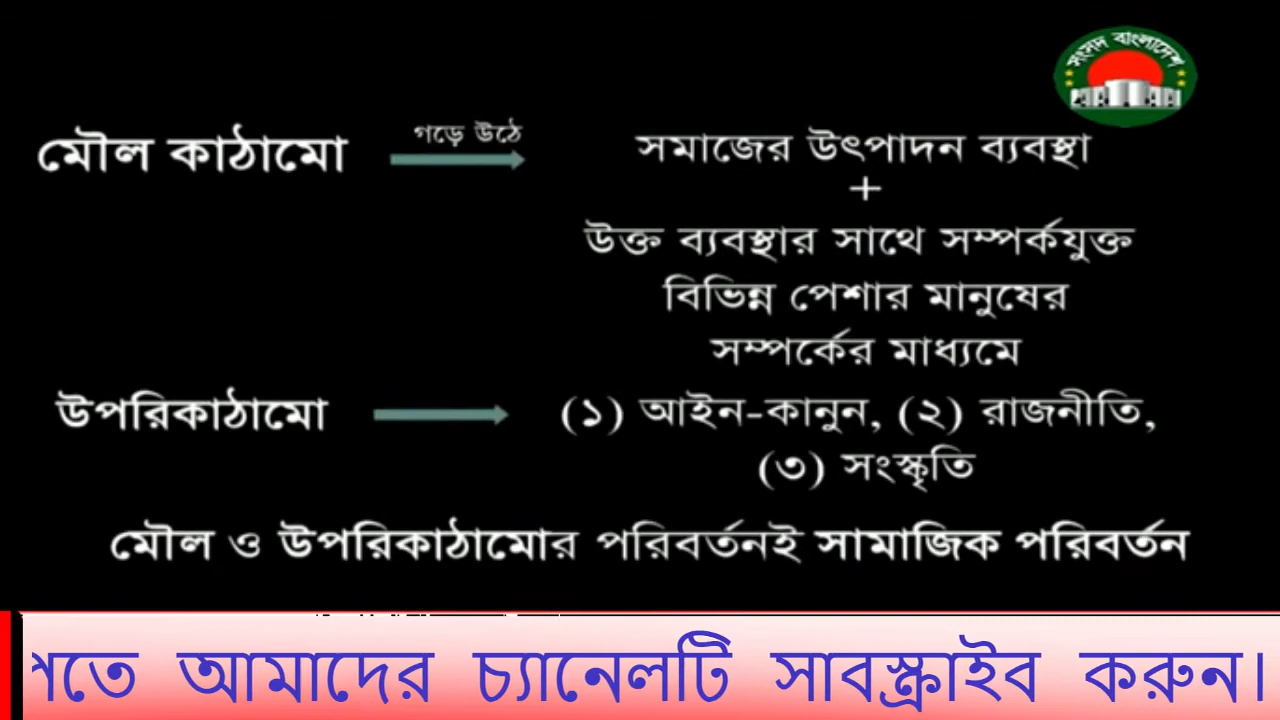 সংসদ বাংলাদেশ
মৌল কাঠামো গড়ে উঠে সমাজের উৎপাদন ব্যবস্থা
+
উক্ত ব্যবস্থার সাথে সম্পর্কযুক্ত
বিভিন্ন পেশার মানুষের
সম্পর্কের মাধ্যমে
উপরিকাঠামো (১) আইন-কানুন, (২) রাজনীতি,
(৩) সংস্কৃতি
মৌল ও উপরিকাঠামোর পরিবর্তনই সামাজিক পরিবর্তন
আমাদের চ্যানেলটি সাবস্ক্রাইব করুন।